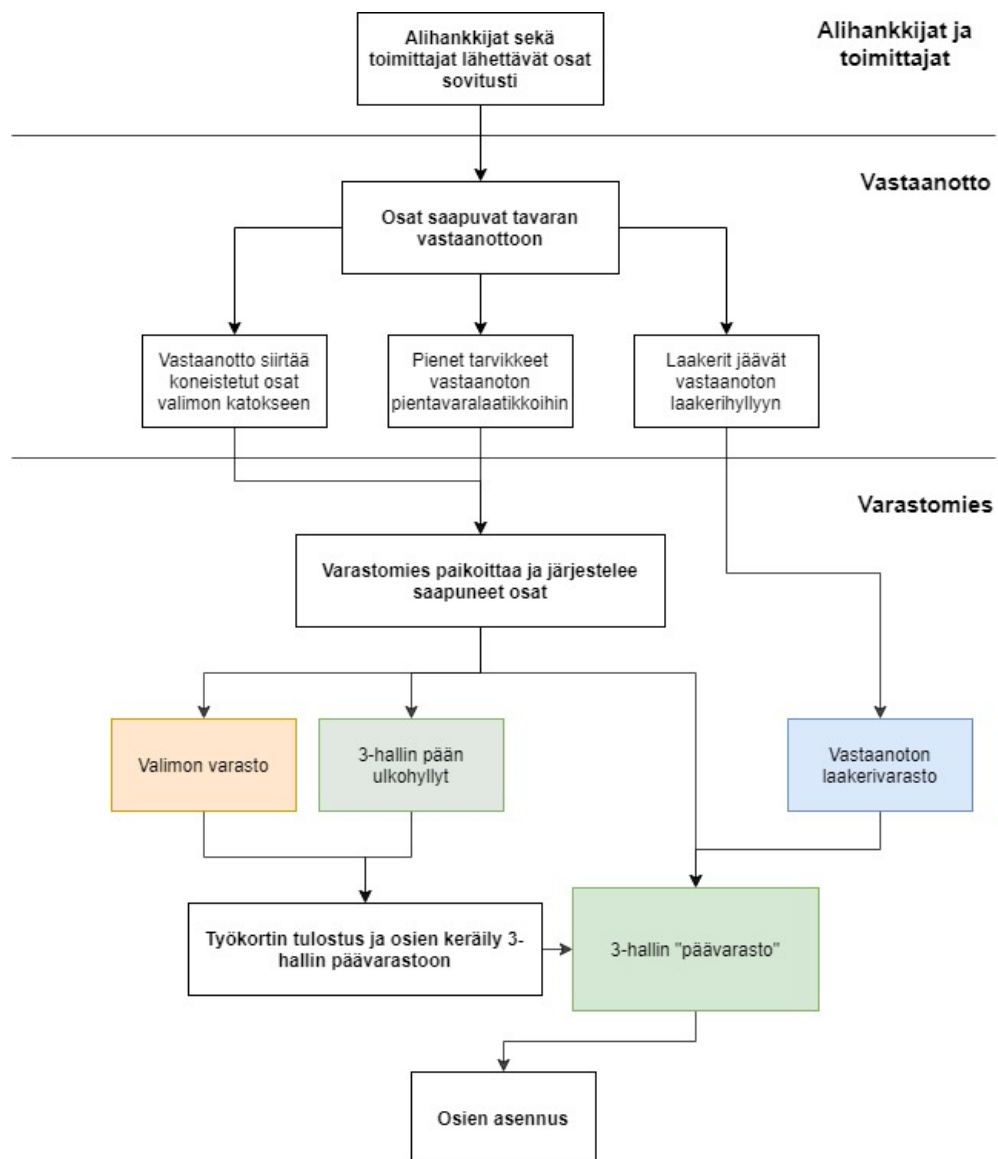 Alihankkijat sekä
toimittajat lähettävät osat
sovitusti
Alihankkijat ja
toimittajat
Vastaanotto
Osat saapuvat tavaran
vastaanottoon
Vastaanotto siirtää
koneistetut osat
valimon katokseen
Pienet tarvikkeet
vastaanoton
pientavaralaatikkoihin
Laakerit jäävät
vastaanoton
laakerihyllyyn
Varastomies
Varastomies paikoittaa ja järjestelee
saapuneet osat
Valimon varasto
3-hallin pään
ulkohyllyt
Vastaanoton
laakerivarasto
Työkortin tulostus ja osien keräily 3-
hallin päävarastoon
3-hallin "päävarasto"
Osien asennus